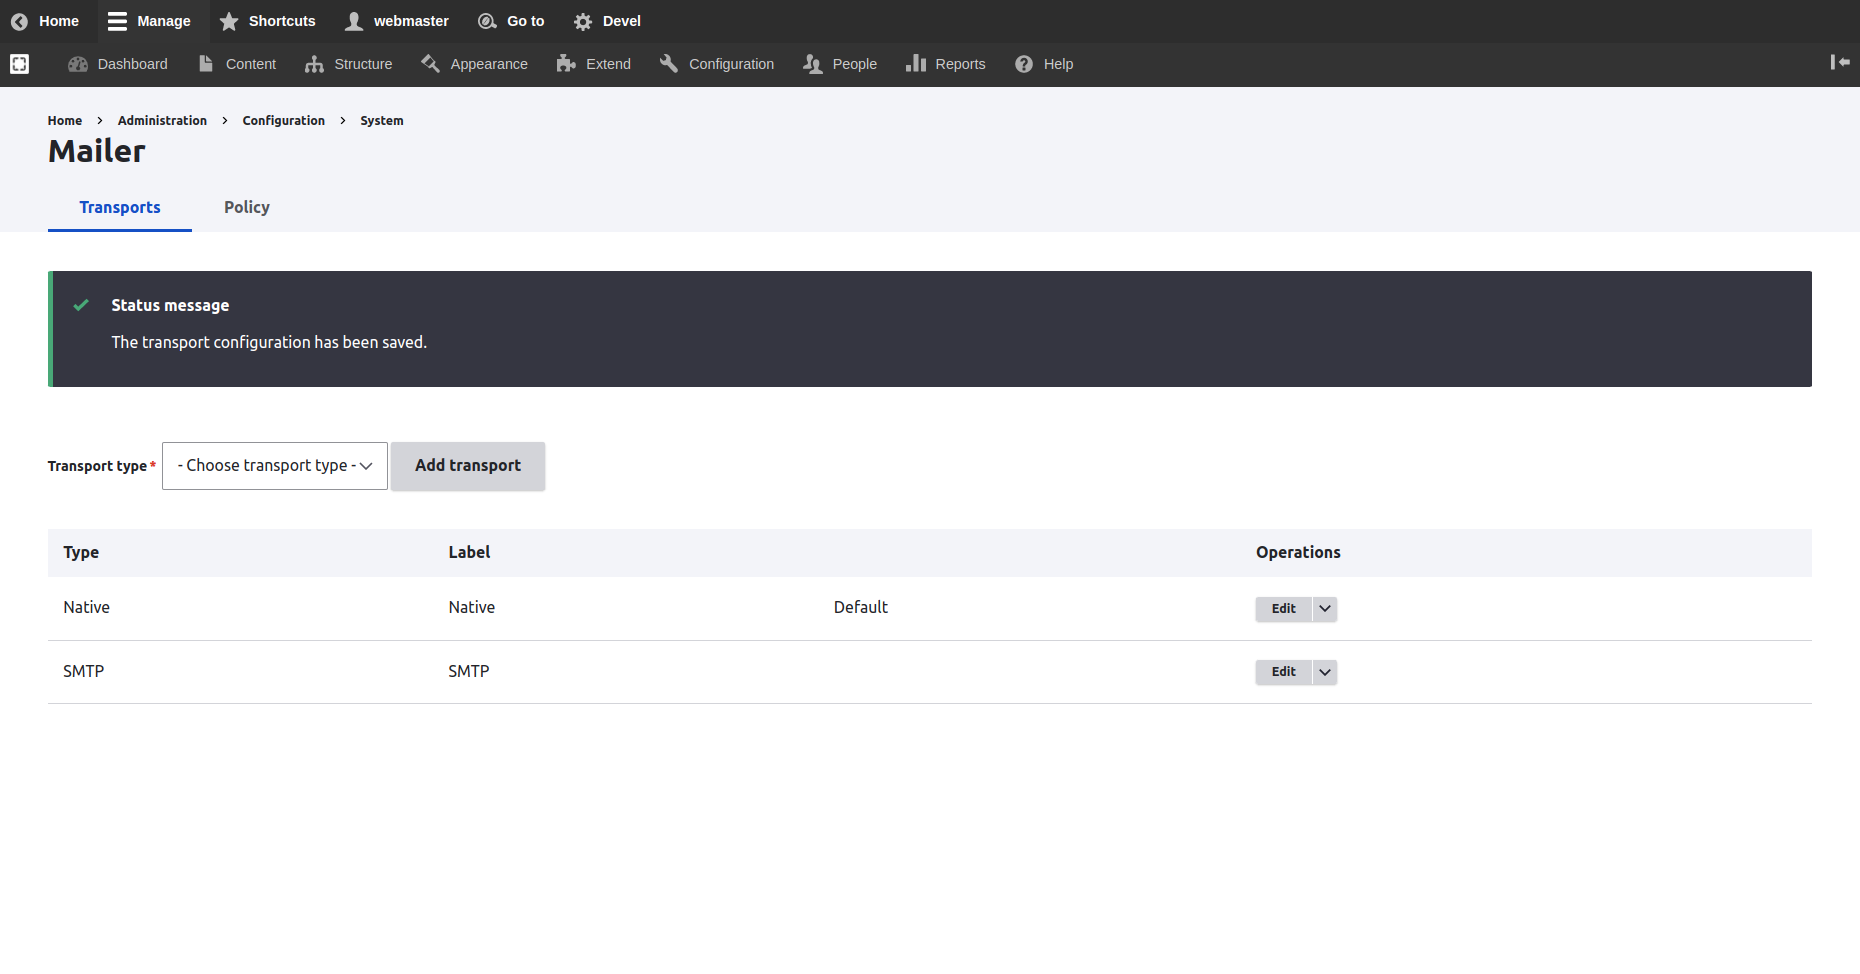 Home Manage Shortcuts webmaster Go to Devel
Dashboard Content Structure Appearance Extend Configuration People Reports Help
Home > Administration > Configuration > System
Mailer
Transports Policy
Status message
The transport configuration has been saved.
Transport type * - Choose transport type - Add transport
Type Label Operations
Native Native Default Edit
SMTP SMTP Edit